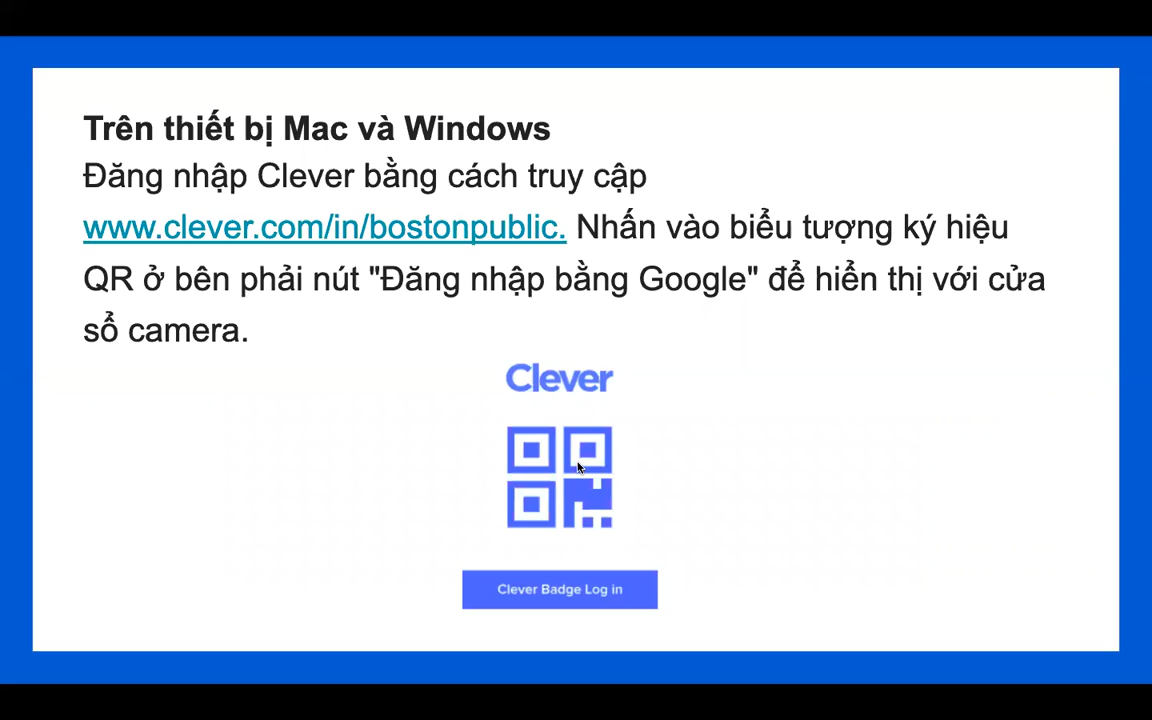 Trên thiết bị Mac và Windows
Đăng nhập Clever bằng cách truy cập
www.clever.com/in/bostonpublic. Nhấn vào biểu tượng ký hiệu
QR ở bên phải nút "Đăng nhập bằng Google" để hiển thị với cửa
sổ camera.
Clever
Clever Badge Log in